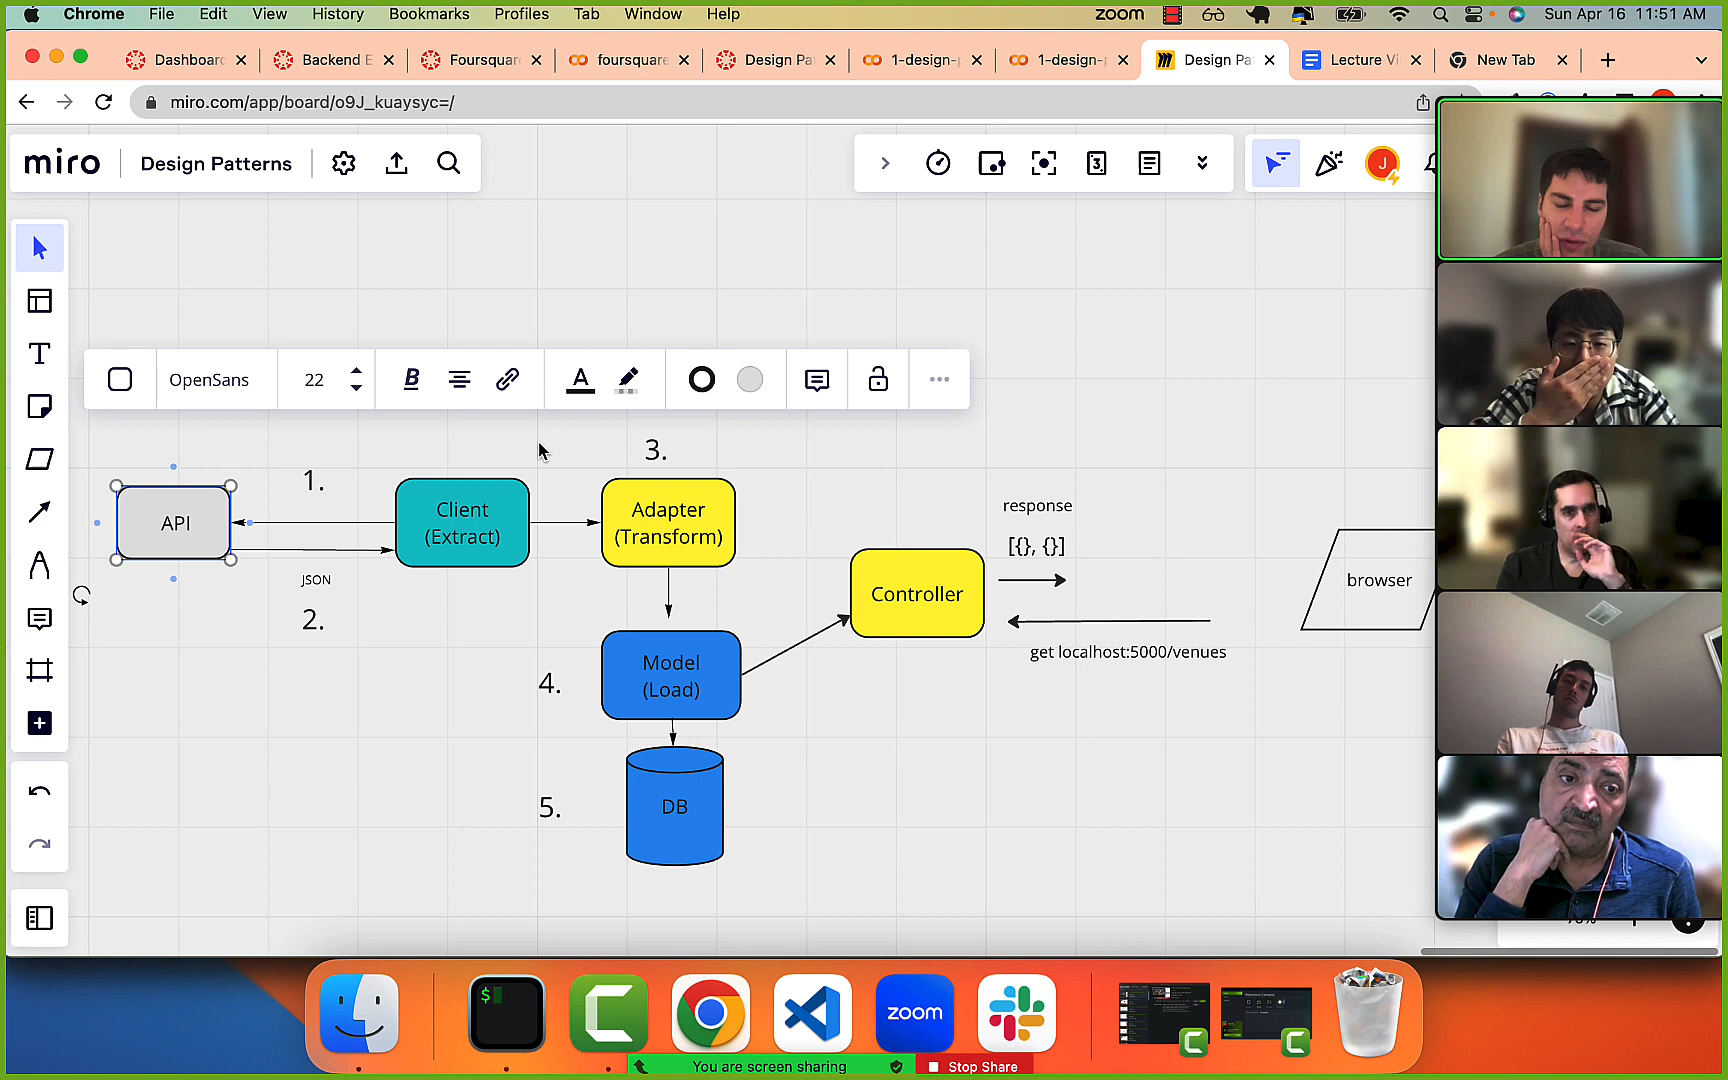 Chrome File Edit View History Bookmarks Profiles Tab Window Help
zoom
Sun Apr 16 11:51 AM
Dashboard
Backend E
Foursquar
foursquare
Design Pa
1-design-p
1-design-p
Design Pa
Lecture Vi
New Tab
miro.com/app/board/o9J_kuaysyc=/
miro
Design Patterns
3
J
OpenSans
22
B
A
3.
1.
API
Client
(Extract)
Adapter
(Transform)
response
[{}, {}]
JSON
2.
Controller
browser
get localhost:5000/venues
4.
Model
(Load)
5.
DB
$
zoom
You are screen sharing
Stop Share